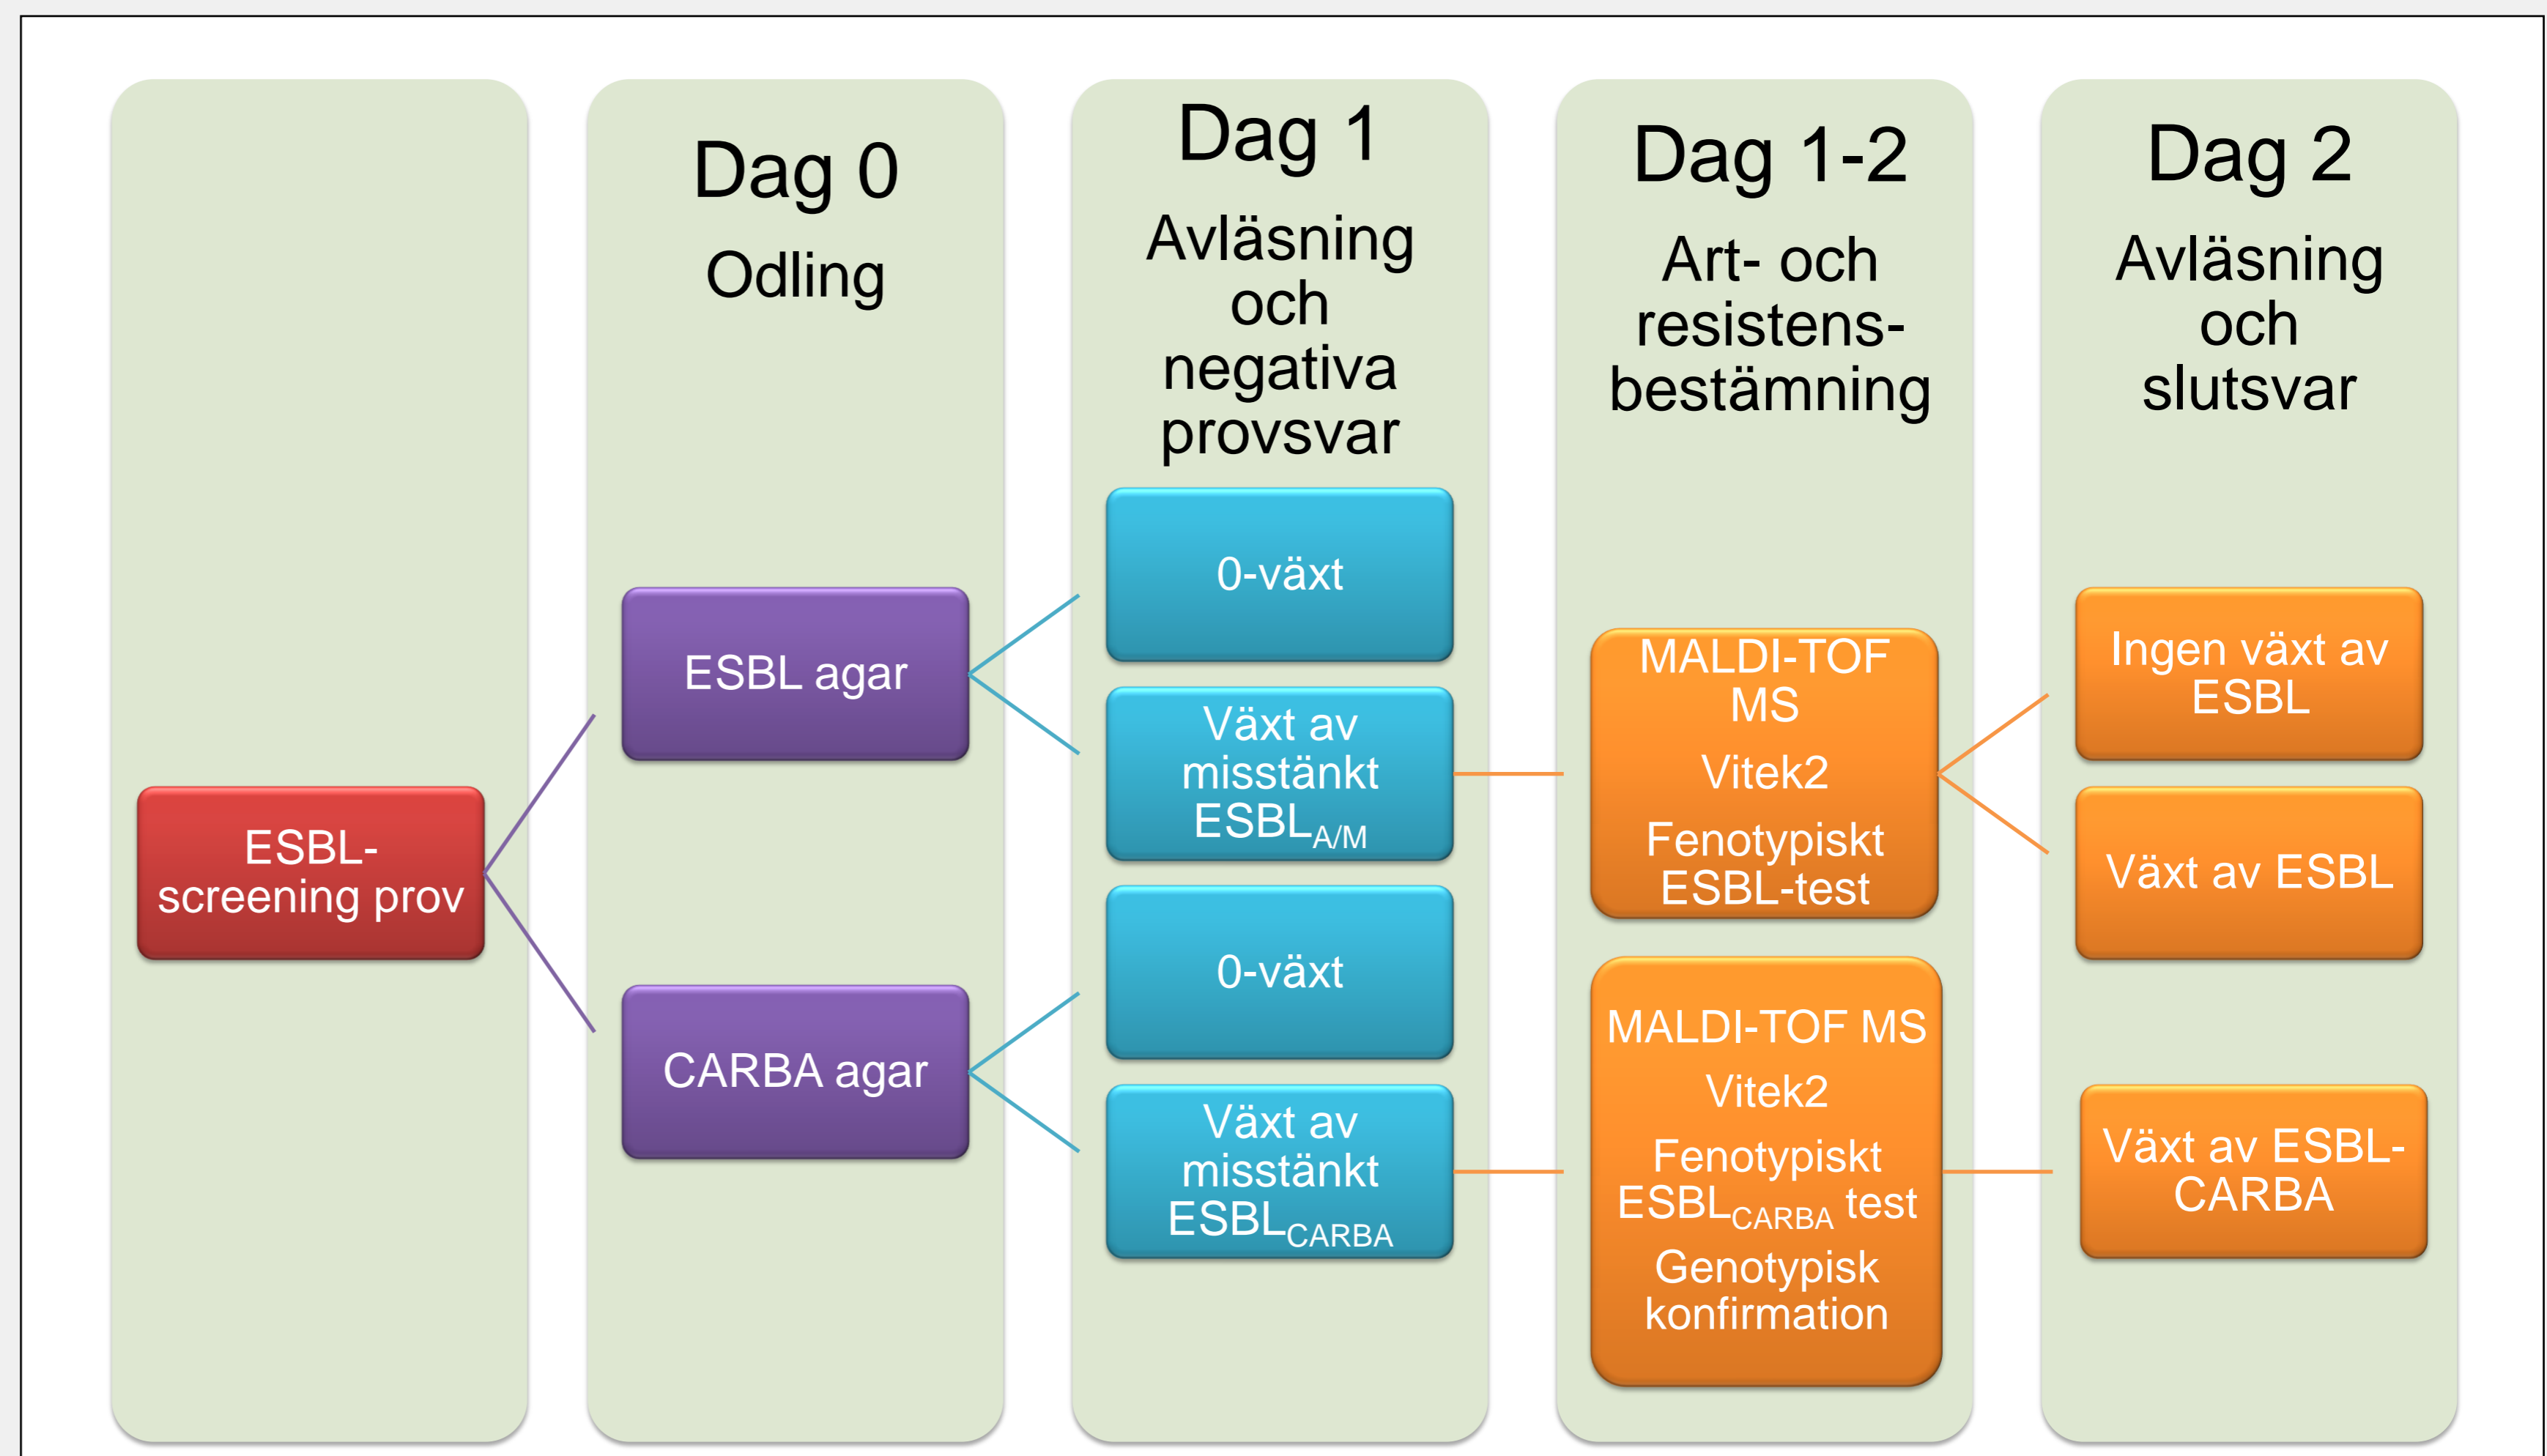 Dag 0
Odling
Dag 1
Avläsning
och
negativa
provsvar
Dag 1-2
Art- och
resistens-
bestämning
Dag 2
Avläsning
och
slutsvar
ESBL-
screening prov
ESBL agar
CARBA agar
0-växt
Växt av
misstänkt
ESBLA/M
0-växt
Växt av
misstänkt
ESBLCARBA
MALDI-TOF
MS
Vitek2
Fenotypiskt
ESBL-test
MALDI-TOF MS
Vitek2
Fenotypiskt
ESBLCARBA test
Genotypisk
konfirmation
Ingen växt av
ESBL
Växt av ESBL
Växt av ESBL-
CARBA